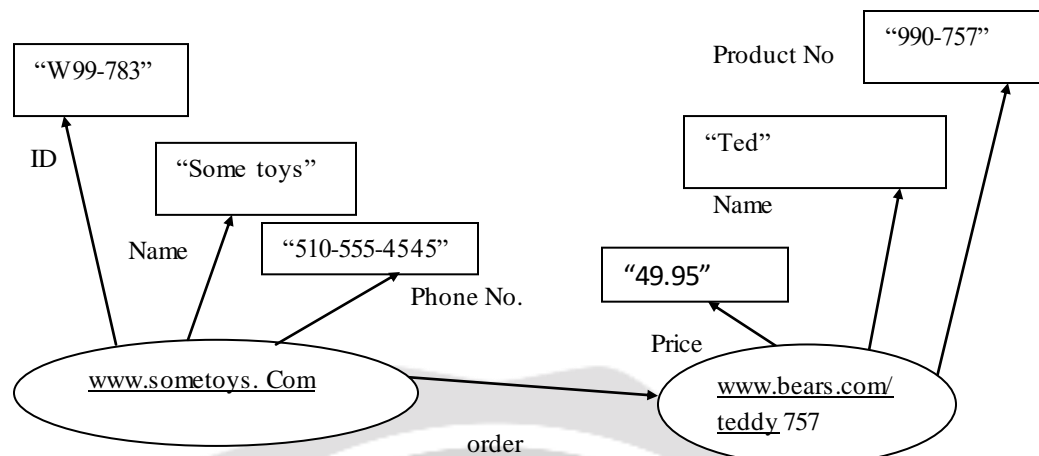 “W99-783”
ID
“Some toys”
Name
“510-555-4545”
Phone No.
www.sometoys. Com
order
Product No
“990-757”
“Ted”
Name
“49.95”
Price
www.bears.com/
teddy 757